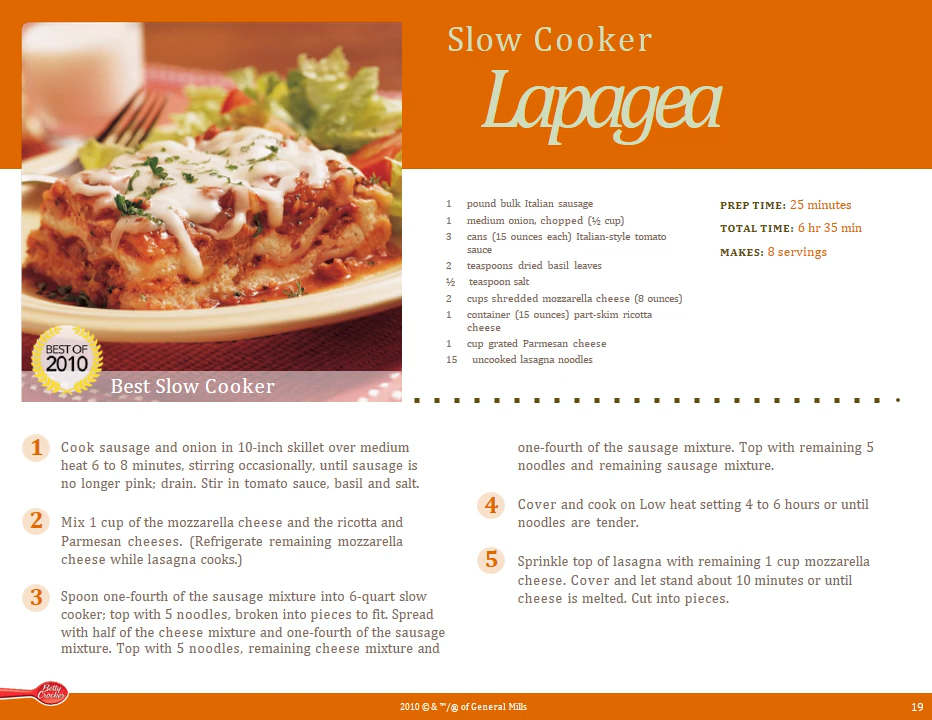 Slow Cooker
Lapagea
1 pound bulk Italian sausage
1 medium onion, chopped (½ cup)
3 cans (15 ounces each) Italian-style tomato
sauce
2 teaspoons dried basil leaves
½ teaspoon salt
2 cups shredded mozzarella cheese (8 ounces)
1 container (15 ounces) part-skim ricotta
cheese
1 cup grated Parmesan cheese
15 uncooked lasagna noodles
PREP TIME: 25 minutes
TOTAL TIME: 6 hr 35 min
MAKES: 8 servings
BEST OF
2010
Best Slow Cooker
1 Cook sausage and onion in 10-inch skillet over medium
heat 6 to 8 minutes, stirring occasionally, until sausage is
no longer pink; drain. Stir in tomato sauce, basil and salt.
2 Mix 1 cup of the mozzarella cheese and the ricotta and
Parmesan cheeses. (Refrigerate remaining mozzarella
cheese while lasagna cooks.)
3 Spoon one-fourth of the sausage mixture into 6-quart slow
cooker; top with 5 noodles, broken into pieces to fit. Spread
with half of the cheese mixture and one-fourth of the sausage
mixture. Top with 5 noodles, remaining cheese mixture and
one-fourth of the sausage mixture. Top with remaining 5
noodles and remaining sausage mixture.
4 Cover and cook on Low heat setting 4 to 6 hours or until
noodles are tender.
5 Sprinkle top of lasagna with remaining 1 cup mozzarella
cheese. Cover and let stand about 10 minutes or until
cheese is melted. Cut into pieces.
Betty
Crocker
2010 © & ™/® of General Mills
19